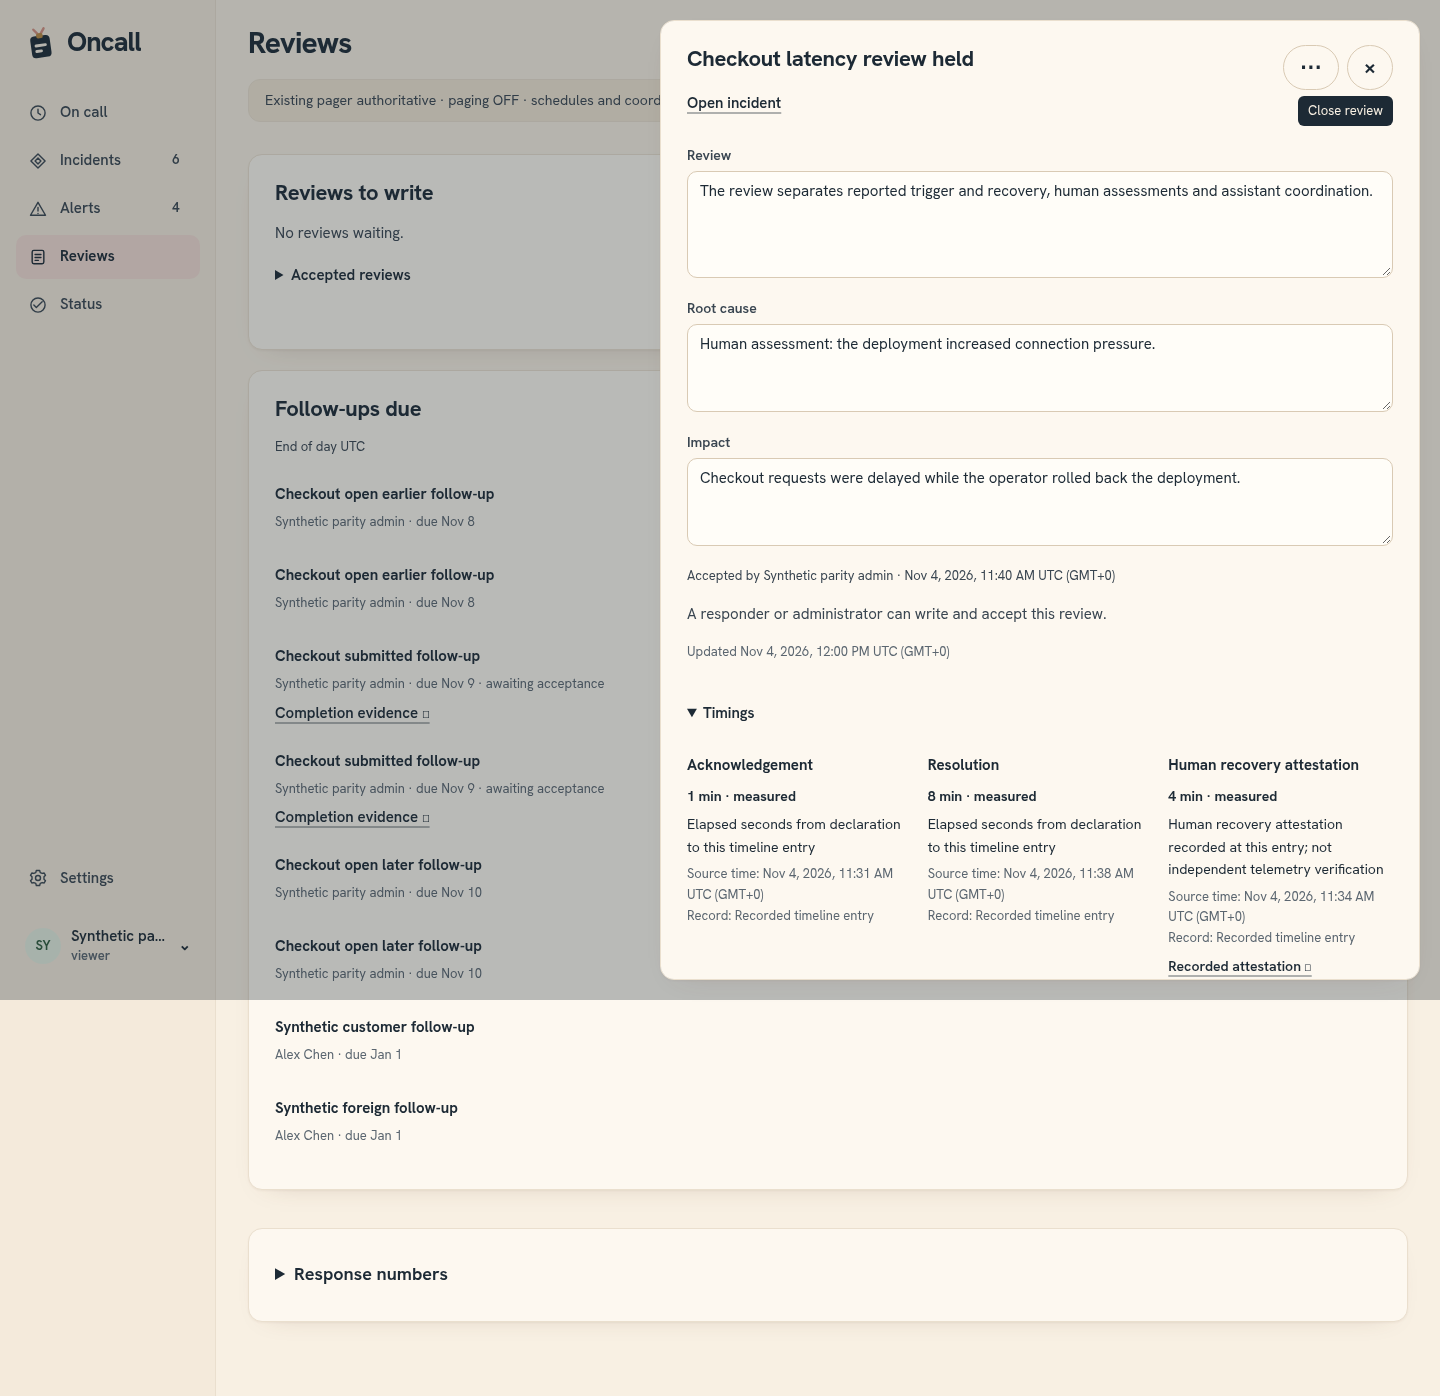 Oncall
On call
Incidents 6
Alerts 4
Reviews
Status
Settings
SY
Synthetic pa...
viewer
Reviews
Existing pager authoritative · paging OFF · schedules and coord
Reviews to write
No reviews waiting.
Accepted reviews
Follow-ups due
End of day UTC
Checkout open earlier follow-up
Synthetic parity admin · due Nov 8
Checkout open earlier follow-up
Synthetic parity admin · due Nov 8
Checkout submitted follow-up
Synthetic parity admin · due Nov 9 · awaiting acceptance
Completion evidence
Checkout submitted follow-up
Synthetic parity admin · due Nov 9 · awaiting acceptance
Completion evidence
Checkout open later follow-up
Synthetic parity admin · due Nov 10
Checkout open later follow-up
Synthetic parity admin · due Nov 10
Synthetic customer follow-up
Alex Chen · due Jan 1
Synthetic foreign follow-up
Alex Chen · due Jan 1
Response numbers
Checkout latency review held
Open incident
Close review
Review
The review separates reported trigger and recovery, human assessments and assistant coordination.
Root cause
Human assessment: the deployment increased connection pressure.
Impact
Checkout requests were delayed while the operator rolled back the deployment.
Accepted by Synthetic parity admin · Nov 4, 2026, 11:40 AM UTC (GMT+0)
A responder or administrator can write and accept this review.
Updated Nov 4, 2026, 12:00 PM UTC (GMT+0)
Timings
Acknowledgement
1 min · measured
Elapsed seconds from declaration
to this timeline entry
Source time: Nov 4, 2026, 11:31 AM
UTC (GMT+0)
Record: Recorded timeline entry
Resolution
8 min · measured
Elapsed seconds from declaration
to this timeline entry
Source time: Nov 4, 2026, 11:38 AM
UTC (GMT+0)
Record: Recorded timeline entry
Human recovery attestation
4 min · measured
Human recovery attestation
recorded at this entry; not
independent telemetry verification
Source time: Nov 4, 2026, 11:34 AM
UTC (GMT+0)
Record: Recorded timeline entry
Recorded attestation